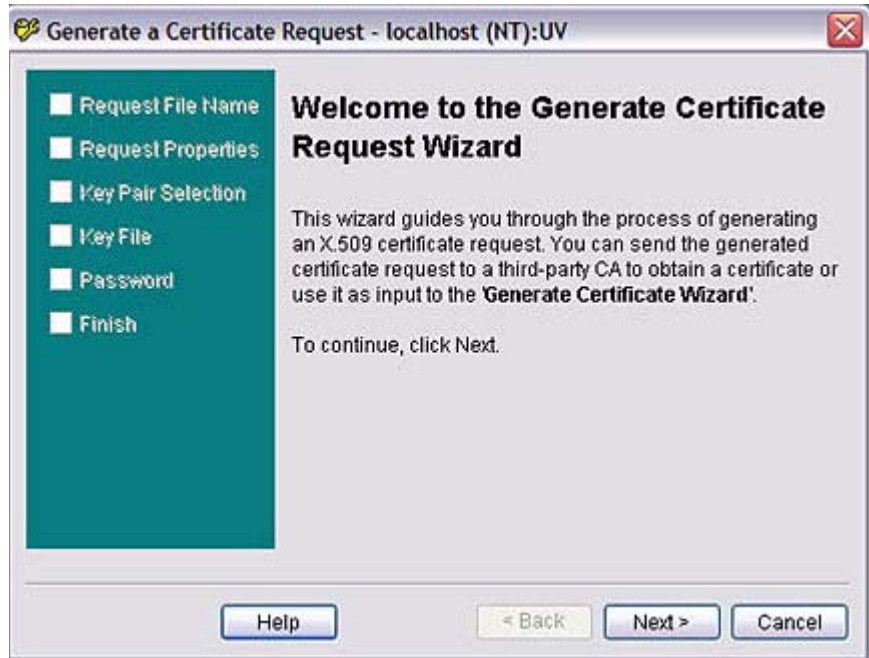 Generate a Certificate Request - localhost (NT):UV
Request File Name
Request Properties
Key Pair Selection
Key File
Password
Finish
Welcome to the Generate Certificate
Request Wizard
This wizard guides you through the process of generating
an X.509 certificate request. You can send the generated
certificate request to a third-party CA to obtain a certificate or
use it as input to the 'Generate Certificate Wizard'.
To continue, click Next.
Help
< Back
Next >
Cancel